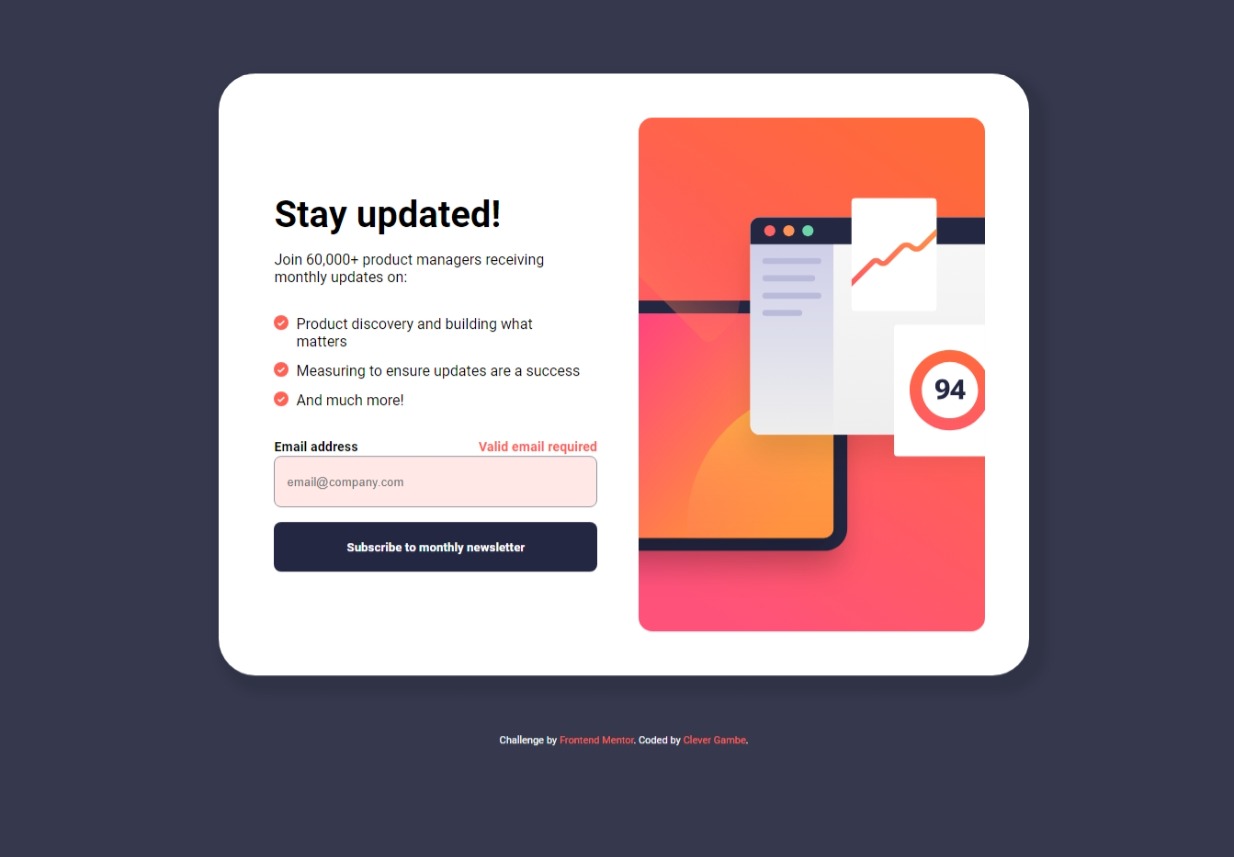 Stay updated!
Join 60,000+ product managers receiving
monthly updates on:
Product discovery and building what
matters
Measuring to ensure updates are a success
And much more!
Email address Valid email required
email@company.com
Subscribe to monthly newsletter
94
Challenge by Frontend Mentor. Coded by Clever Gambe.